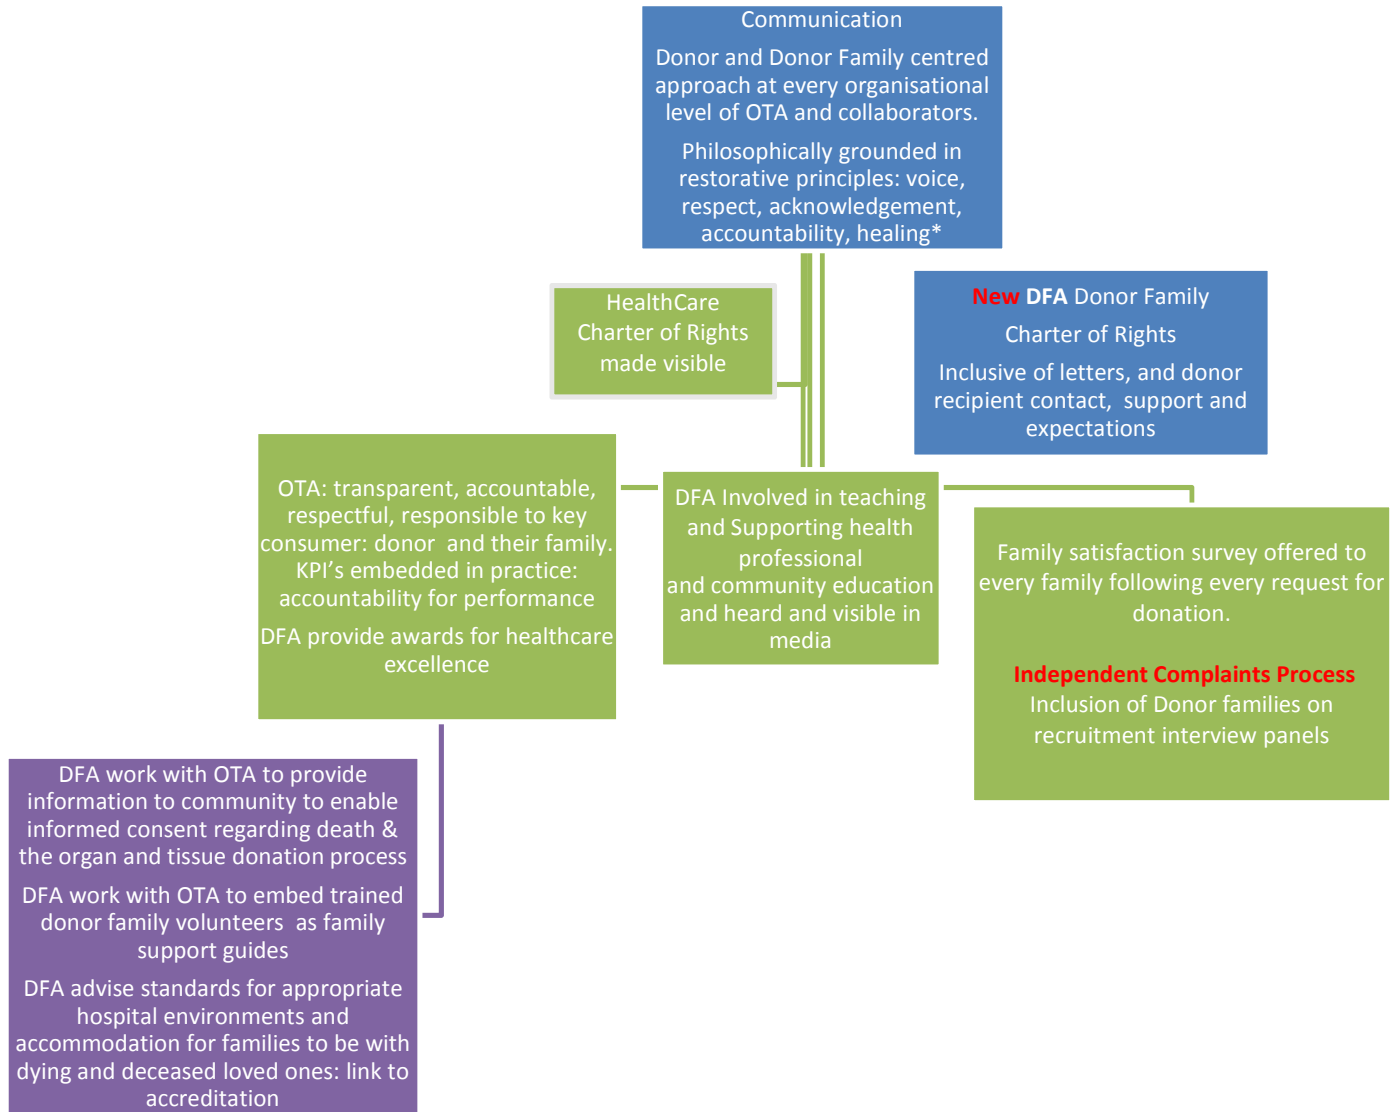 Communication
Donor and Donor Family centred
approach at every organisational
level of OTA and collaborators.
Philosophically grounded in
restorative principles: voice,
respect, acknowledgement,
accountability, healing*
HealthCare
Charter of Rights
made visible
New DFA Donor Family
Charter of Rights
Inclusive of letters, and donor
recipient contact, support and
expectations
OTA: transparent, accountable,
respectful, responsible to key
consumer: donor and their family.
KPI’s embedded in practice:
accountability for performance
DFA provide awards for healthcare
excellence
DFA Involved in teaching
and Supporting health
professional
and community education
and heard and visible in
media
Family satisfaction survey offered to
every family following every request for
donation.
Independent Complaints Process
Inclusion of Donor families on
recruitment interview panels
DFA work with OTA to provide
information to community to enable
informed consent regarding death &
the organ and tissue donation process
DFA work with OTA to embed trained
donor family volunteers as family
support guides
DFA advise standards for appropriate
hospital environments and
accommodation for families to be with
dying and deceased loved ones: link to
accreditation